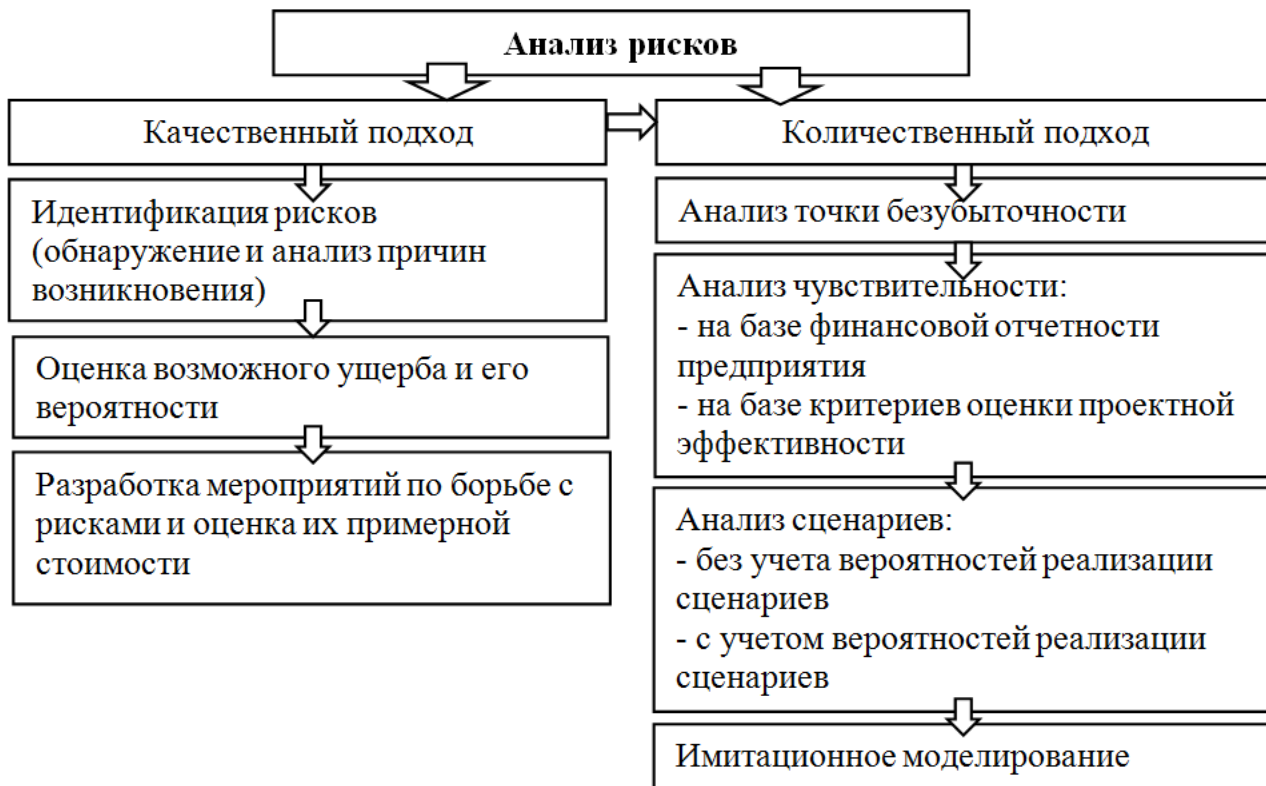 Анализ рисков
Качественный подход
Идентификация рисков
(обнаружение и анализ причин
возникновения)
Оценка возможного ущерба и его
вероятности
Разработка мероприятий по борьбе с
рисками и оценка их примерной
стоимости
Количественный подход
Анализ точки безубыточности
Анализ чувствительности:
- на базе финансовой отчетности
предприятия
- на базе критериев оценки проектной
эффективности
Анализ сценариев:
- без учета вероятностей реализации
сценариев
- с учетом вероятностей реализации
сценариев
Имитационное моделирование